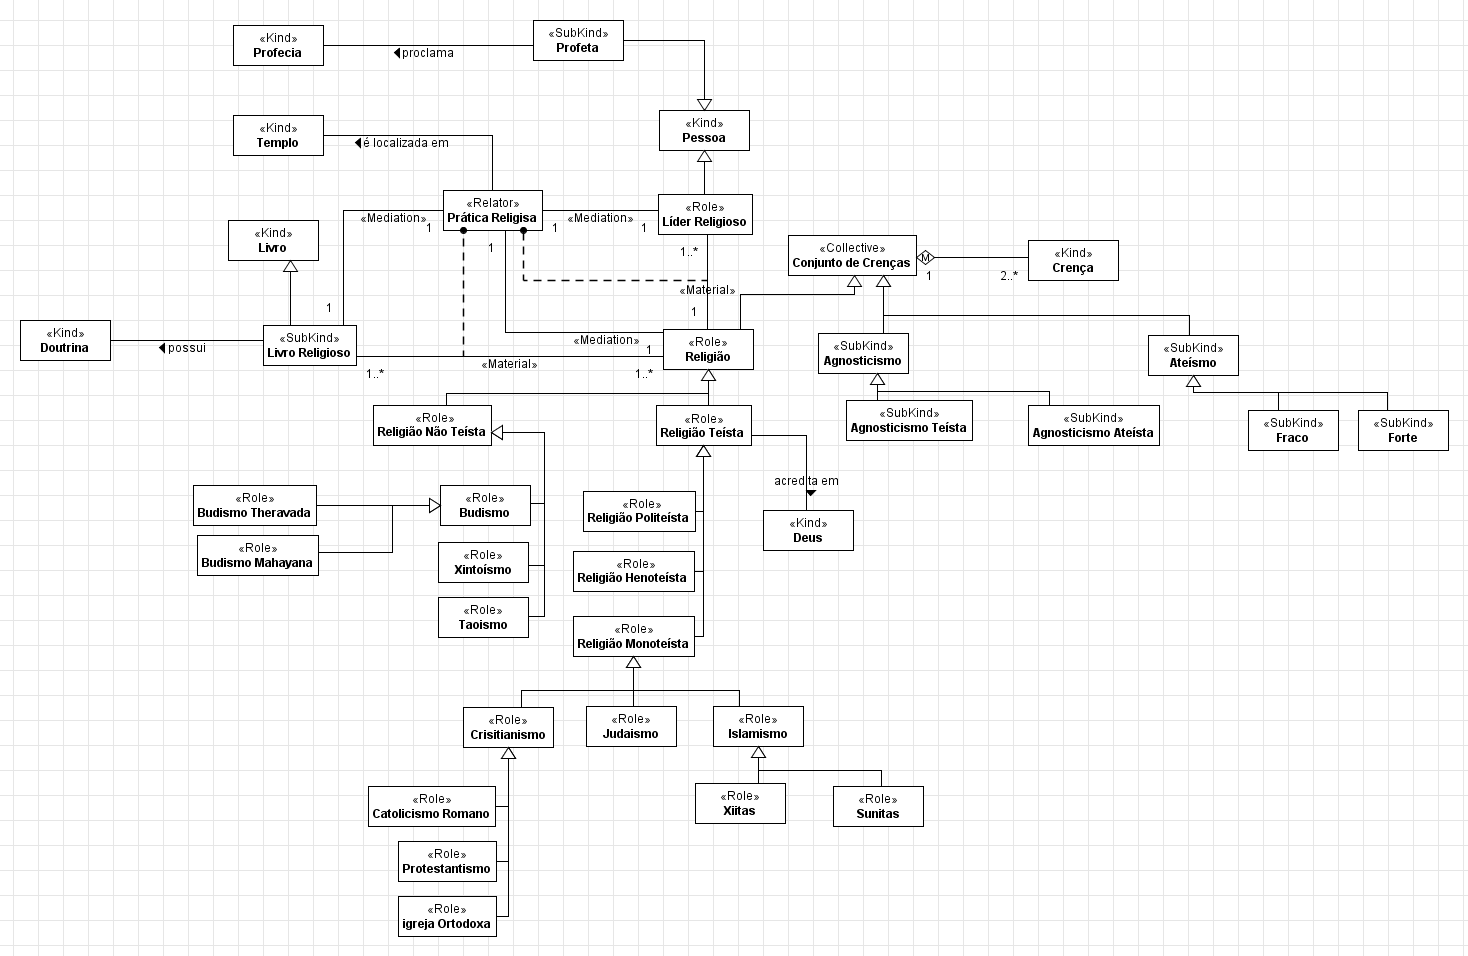 «Kind»
Profecia
proclama
«SubKind»
Profeta
«Kind»
Templo
é localizada em
«Kind»
Pessoa
«Relator»
Prática Religisa
«Mediation»
1
«Mediation»
1
1
1
«Role»
Líder Religioso
1..*
«Kind»
Livro
«Collective»
Conjunto de Crenças
M
1
2..*
«Kind»
Crença
«Material»
1
1
«Kind»
Doutrina
possui
«SubKind»
Livro Religioso
1..*
«Mediation»
1
«Material»
1..*
«Role»
Religião
«SubKind»
Agnosticismo
«SubKind»
Ateísmo
«SubKind»
Agnosticismo Teísta
«SubKind»
Agnosticismo Ateísta
«SubKind»
Fraco
«SubKind»
Forte
«Role»
Religião Não Teísta
«Role»
Religião Teísta
acredita em
«Kind»
Deus
«Role»
Budismo Theravada
«Role»
Budismo Mahayana
«Role»
Budismo
«Role»
Xintoísmo
«Role»
Taoismo
«Role»
Religião Politeísta
«Role»
Religião Henoteísta
«Role»
Religião Monoteísta
«Role»
Crisitianismo
«Role»
Judaismo
«Role»
Islamismo
«Role»
Catolicismo Romano
«Role»
Protestantismo
«Role»
igreja Ortodoxa
«Role»
Xiitas
«Role»
Sunitas